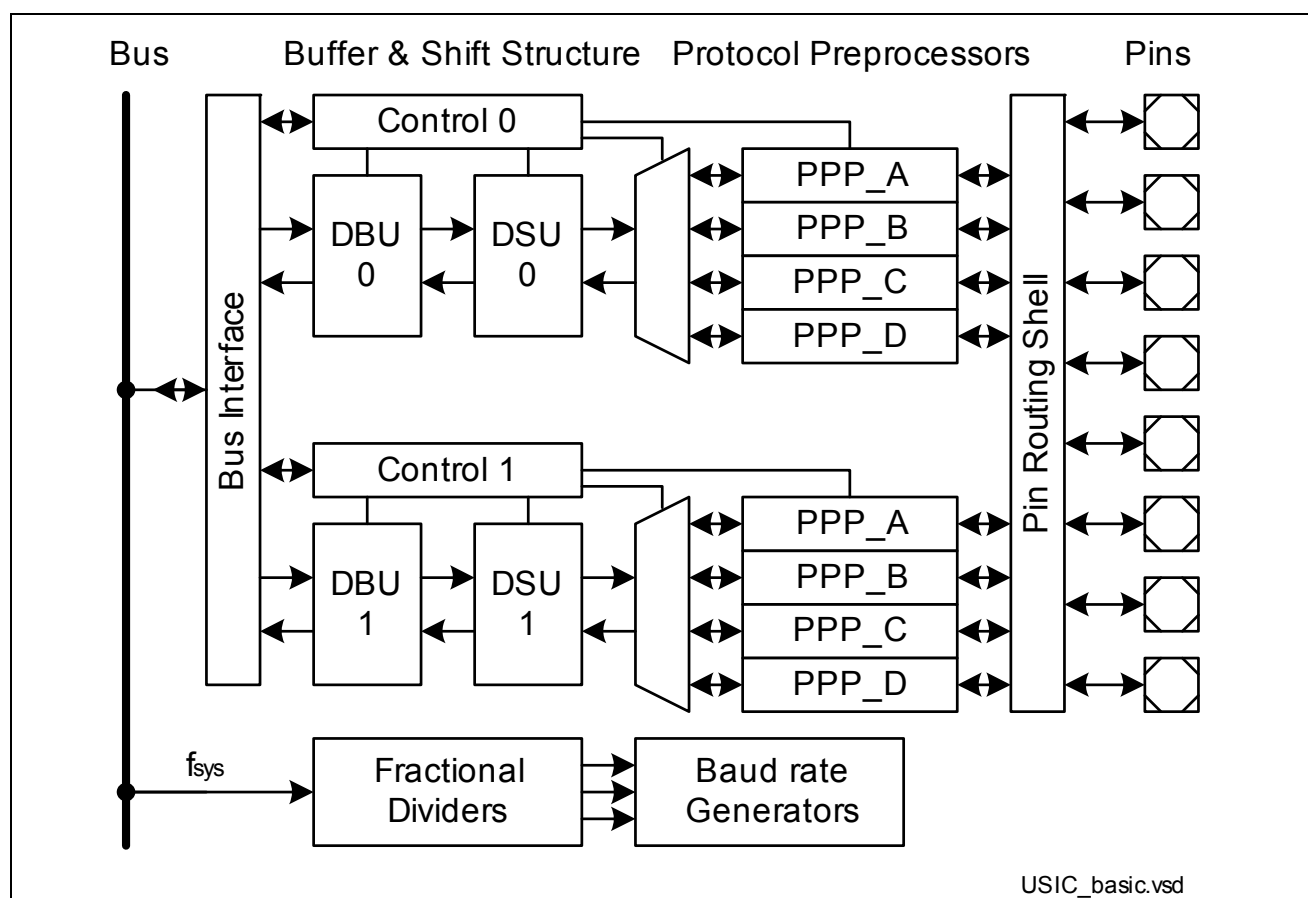 Bus Buffer & Shift Structure Protocol Preprocessors Pins
Control 0
DBU
0
DSU
0
PPP_A
PPP_B
PPP_C
PPP_D
Bus Interface
Pin Routing Shell
Control 1
DBU
1
DSU
1
PPP_A
PPP_B
PPP_C
PPP_D
fsys
Fractional
Dividers
Baud rate
Generators
USIC_basic.vsd